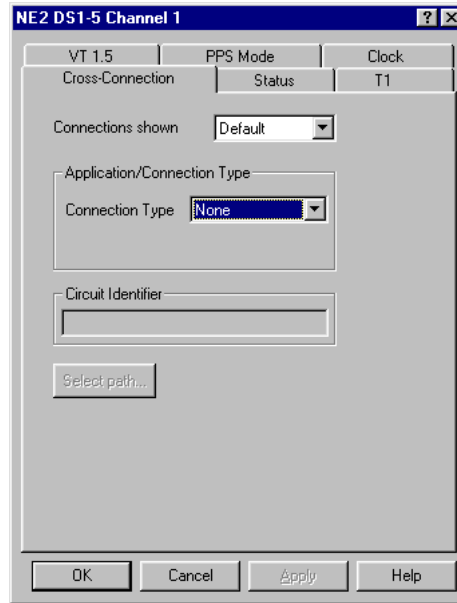 NE2 DS1-5 Channel 1
VT 1.5 PPS Mode Clock
Cross-Connection Status T1
Connections shown Default
Application/Connection Type
Connection Type None
Circuit Identifier
Select path...
OK Cancel Apply Help